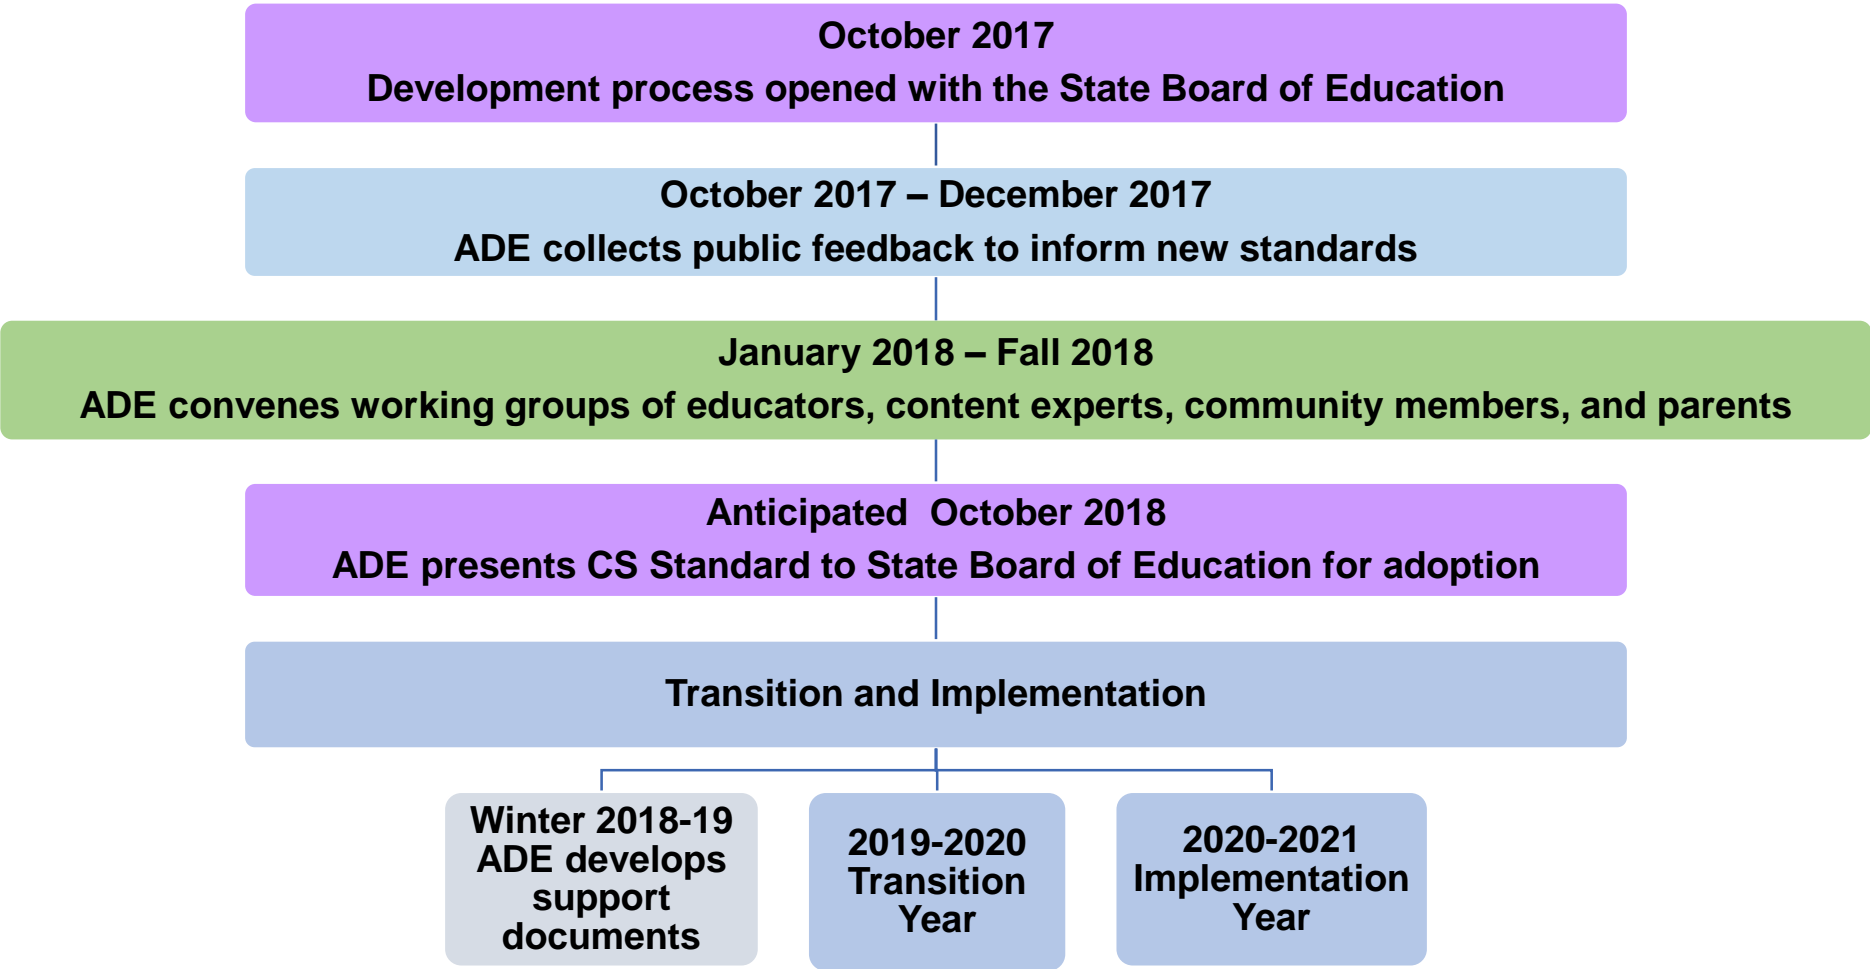 October 2017
Development process opened with the State Board of Education
October 2017 – December 2017
ADE collects public feedback to inform new standards
January 2018 – Fall 2018
ADE convenes working groups of educators, content experts, community members, and parents
Anticipated  October 2018
ADE presents CS Standard to State Board of Education for adoption
Transition and Implementation
Winter 2018-19
ADE develops
support
documents
2019-2020
Transition
Year
2020-2021
Implementation
Year